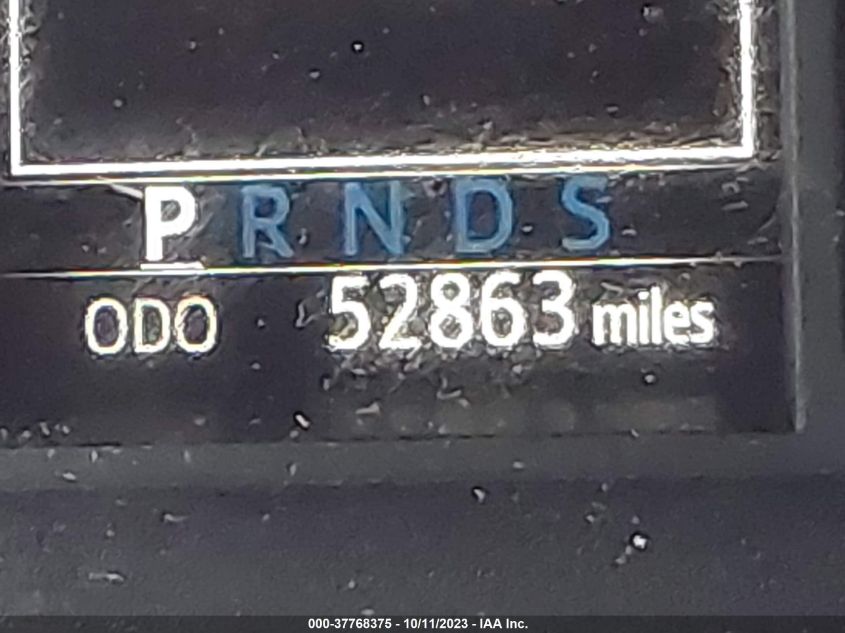 P R N D S
ODO 52863 miles
000-37768375 - 10/11/2023 - IAA Inc.